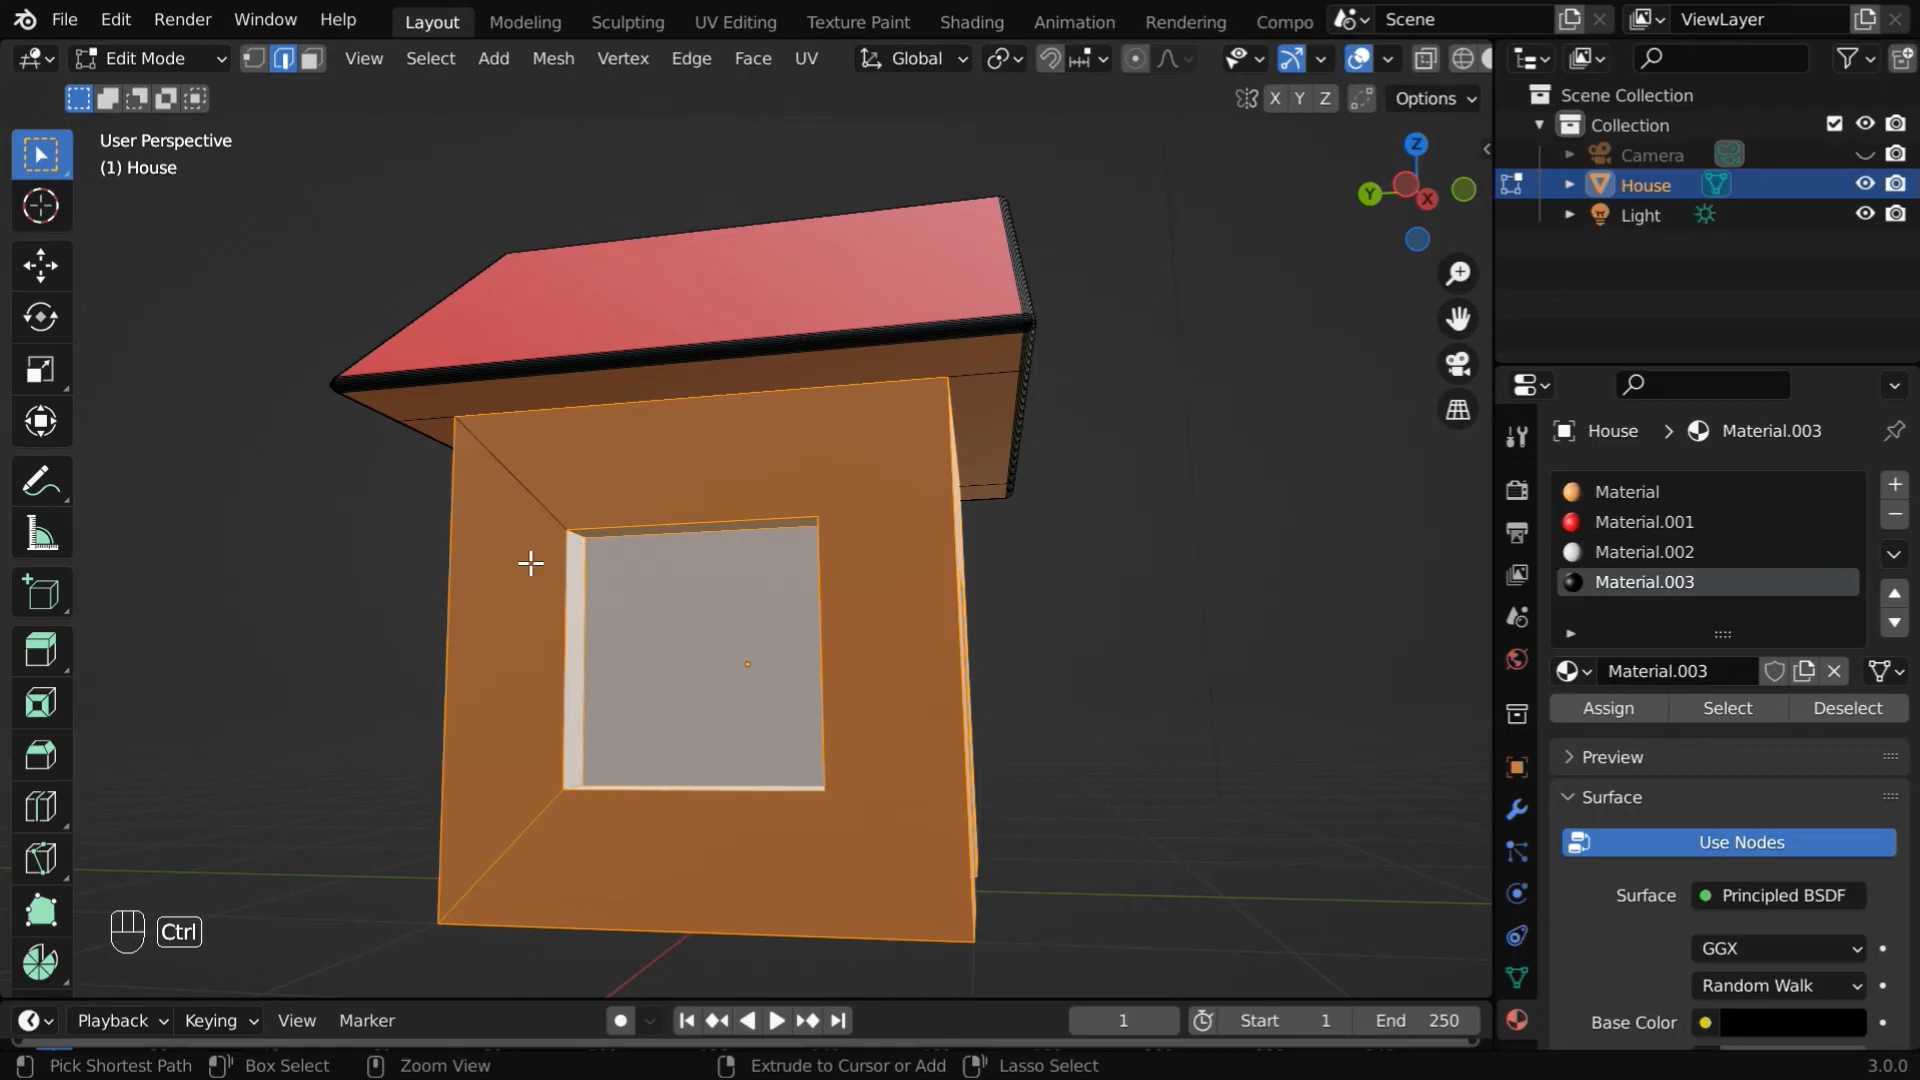 File Edit Render Window Help Layout Modeling Sculpting UV Editing Texture Paint Shading Animation Rendering Compo Scene ViewLayer
Edit Mode View Select Add Mesh Vertex Edge Face UV Global
X Y Z Options
User Perspective
(1) House
Z
Y
X
Scene Collection
Collection
Camera
House
Light
House > Material.003
Material
Material.001
Material.002
Material.003
Material.003
Assign Select Deselect
Preview
Surface
Use Nodes
Surface Principled BSDF
GGX
Random Walk
Base Color
Ctrl
Playback Keying View Marker 1 Start 1 End 250
Pick Shortest Path Box Select Zoom View Extrude to Cursor or Add Lasso Select 3.0.0